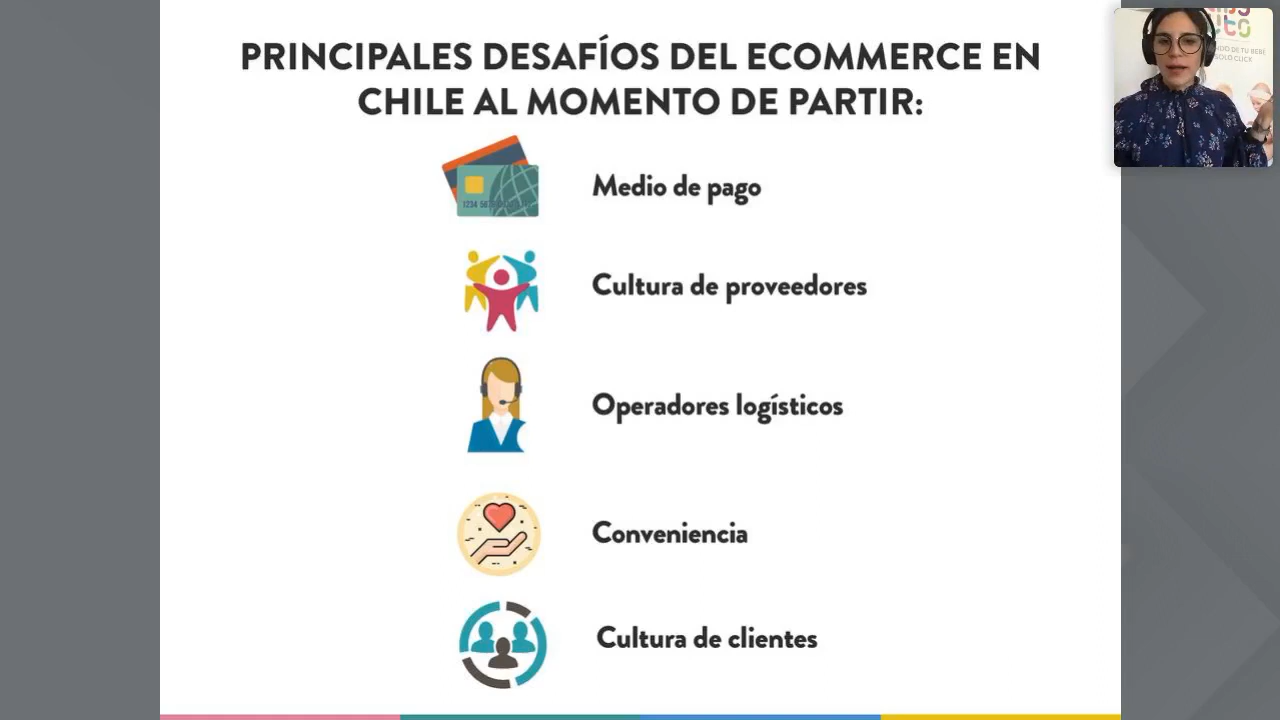 PRINCIPALES DESAFÍOS DEL ECOMMERCE EN
CHILE AL MOMENTO DE PARTIR:
Medio de pago
Cultura de proveedores
Operadores logísticos
Conveniencia
Cultura de clientes